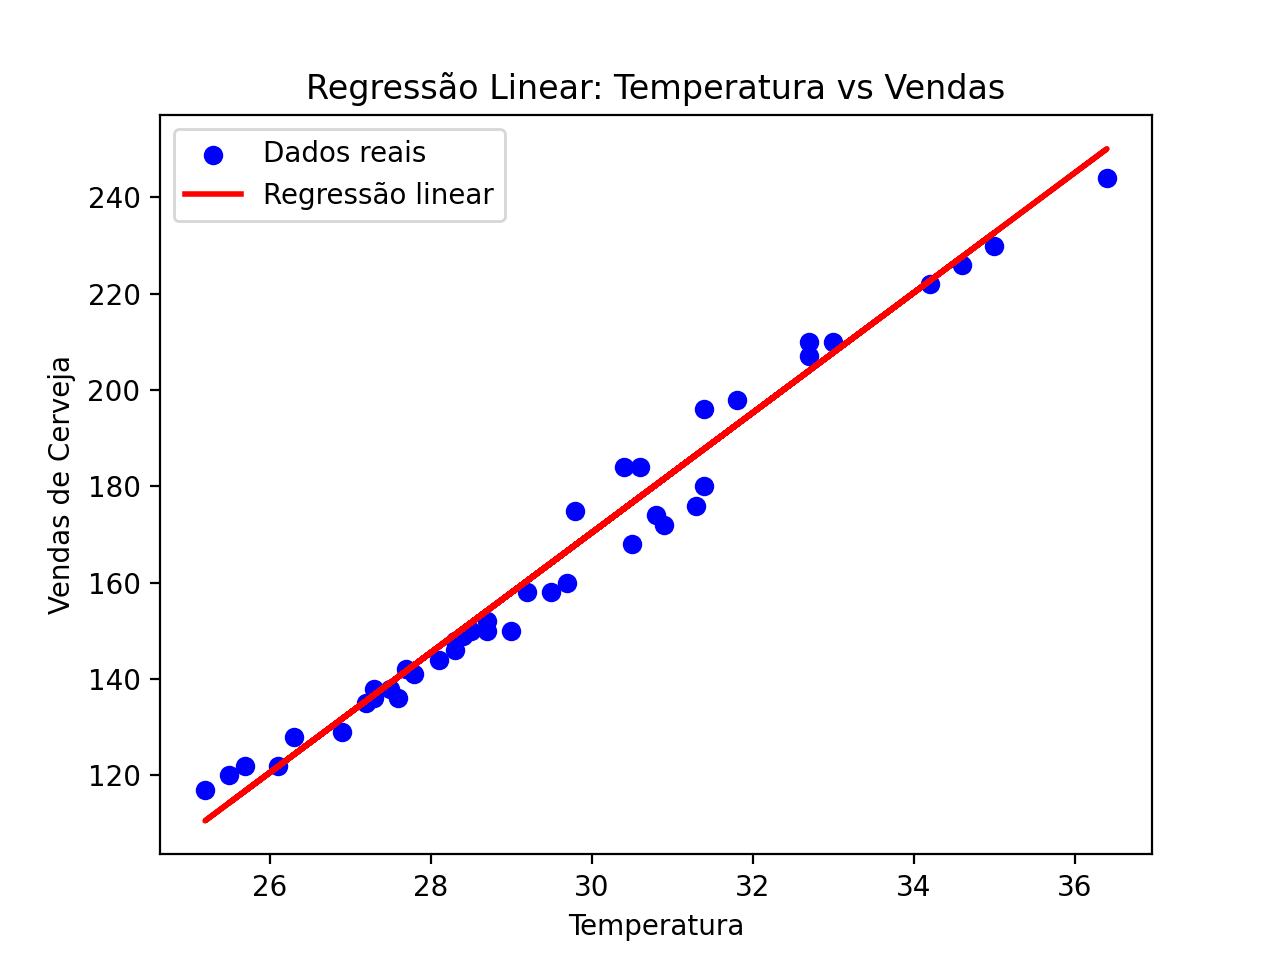 Regressão Linear: Temperatura vs Vendas
Dados reais
Regressão linear
Vendas de Cerveja
240
220
200
180
160
140
120
26 28 30 32 34 36
Temperatura